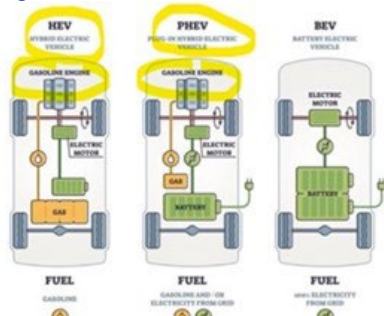 HEV
HYBRID ELECTRIC
VEHICLE
GASOLINE ENGINE
ELECTRIC
MOTOR
GAS
FUEL
GASOLINE
PHEV
PLUG-IN HYBRID ELECTRIC
VEHICLE
GASOLINE ENGINE
ELECTRIC
MOTOR
GAS
BATTERY
FUEL
GASOLINE AND / OR
ELECTRICITY FROM GRID
BEV
BATTERY ELECTRIC
VEHICLE
ELECTRIC
MOTOR
BATTERY
FUEL
100% ELECTRICITY
FROM GRID